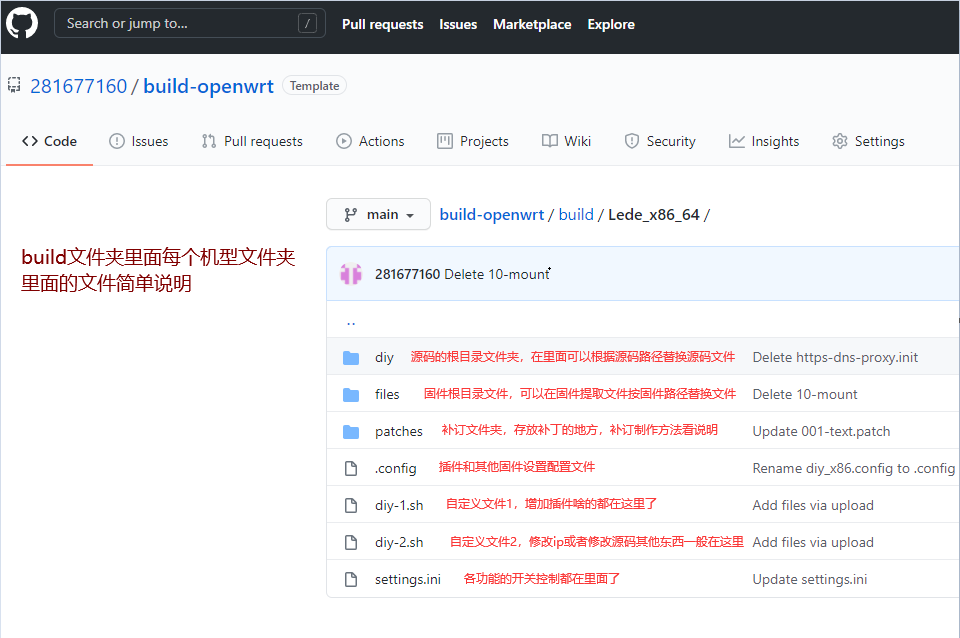 Search or jump to... /
Pull requests Issues Marketplace Explore
281677160 / build-openwrt Template
Code Issues Pull requests Actions Projects Wiki Security Insights Settings
main build-openwrt / build / Lede_x86_64 /
build文件夹里面每个机型文件夹
里面的文件简单说明
281677160 Delete 10-mount
..
diy 源码的根目录文件夹，在里面可以根据源码路径替换源码文件 Delete https-dns-proxy.init
files 固件根目录文件，可以在固件提取文件按固件路径替换文件 Delete 10-mount
patches 补订文件夹，存放补丁的地方，补订制作方法看说明 Update 001-text.patch
.config 插件和其他固件设置配置文件 Rename diy_x86.config to .config
diy-1.sh 自定义文件1，增加插件啥的都在这里了 Add files via upload
diy-2.sh 自定义文件2，修改ip或者修改源码其他东西一般在这里 Add files via upload
settings.ini 各功能的开关控制都在里面了 Update settings.ini